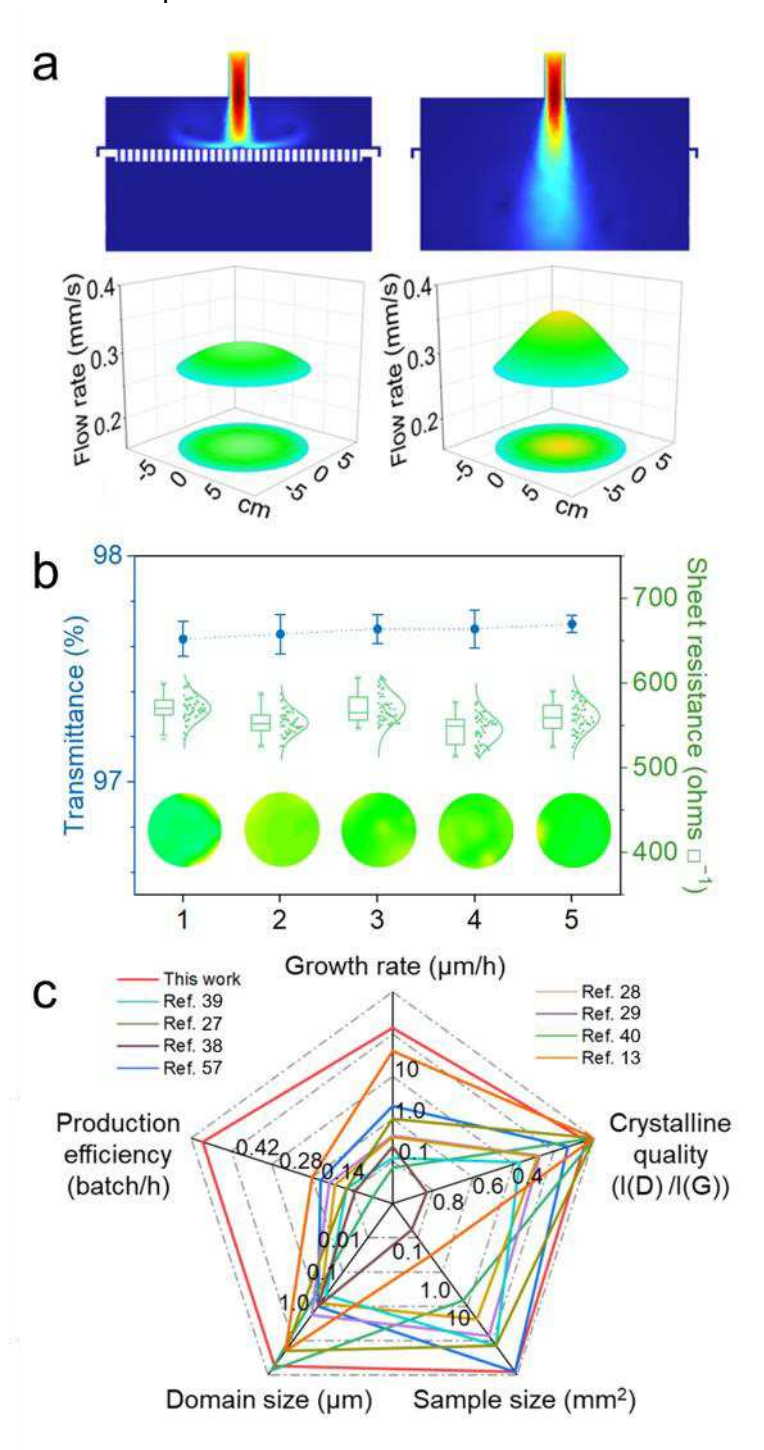 a
Flow rate (mm/s)
0.4
0.3
0.2
-5
0
5
cm
-5
0
5
Flow rate (mm/s)
0.4
0.3
0.2
-5
0
5
cm
-5
0
5
b
Transmittance (%)
98
97
Sheet resistance (ohms □⁻¹)
700
600
500
400
1 2 3 4 5
Growth rate (µm/h)
c
This work
Ref. 39
Ref. 27
Ref. 38
Ref. 57
Ref. 28
Ref. 29
Ref. 40
Ref. 13
10
1.0
0.1
Production
efficiency
(batch/h)
0.42
0.28
0.14
Crystalline
quality
(I(D) /I(G))
0.4
0.6
0.8
0.01
0.1
1.0
0.1
1.0
10
Domain size (µm)
Sample size (mm²)